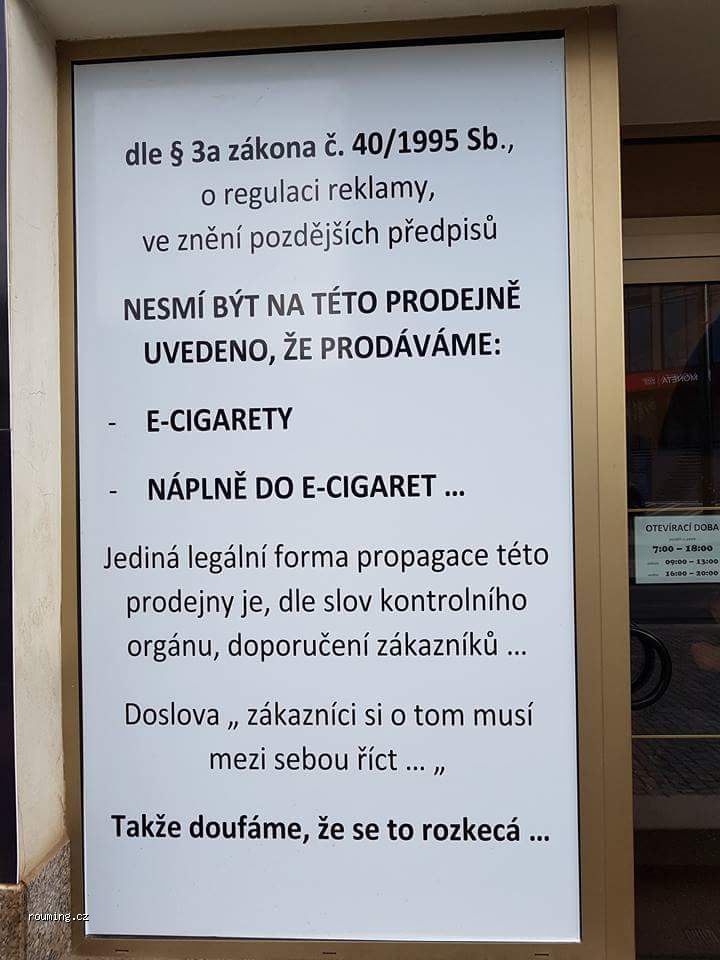 dle § 3a zákona č. 40/1995 Sb.,
o regulaci reklamy,
ve znění pozdějších předpisů
NESMÍ BÝT NA TÉTO PRODEJNĚ
UVEDENO, ŽE PRODÁVÁME:
- E-CIGARETY
- NÁPLNĚ DO E-CIGARET ...
Jediná legální forma propagace této
prodejny je, dle slov kontrolního
orgánu, doporučení zákazníků ...
Doslova „ zákazníci si o tom musí
mezi sebou říct ... „
Takže doufáme, že se to rozkecá ...
OTEVÍRACÍ DOBA
7:00 – 18:00
09:00 – 13:00
16:00 – 20:00
MONETA
rouming.cz